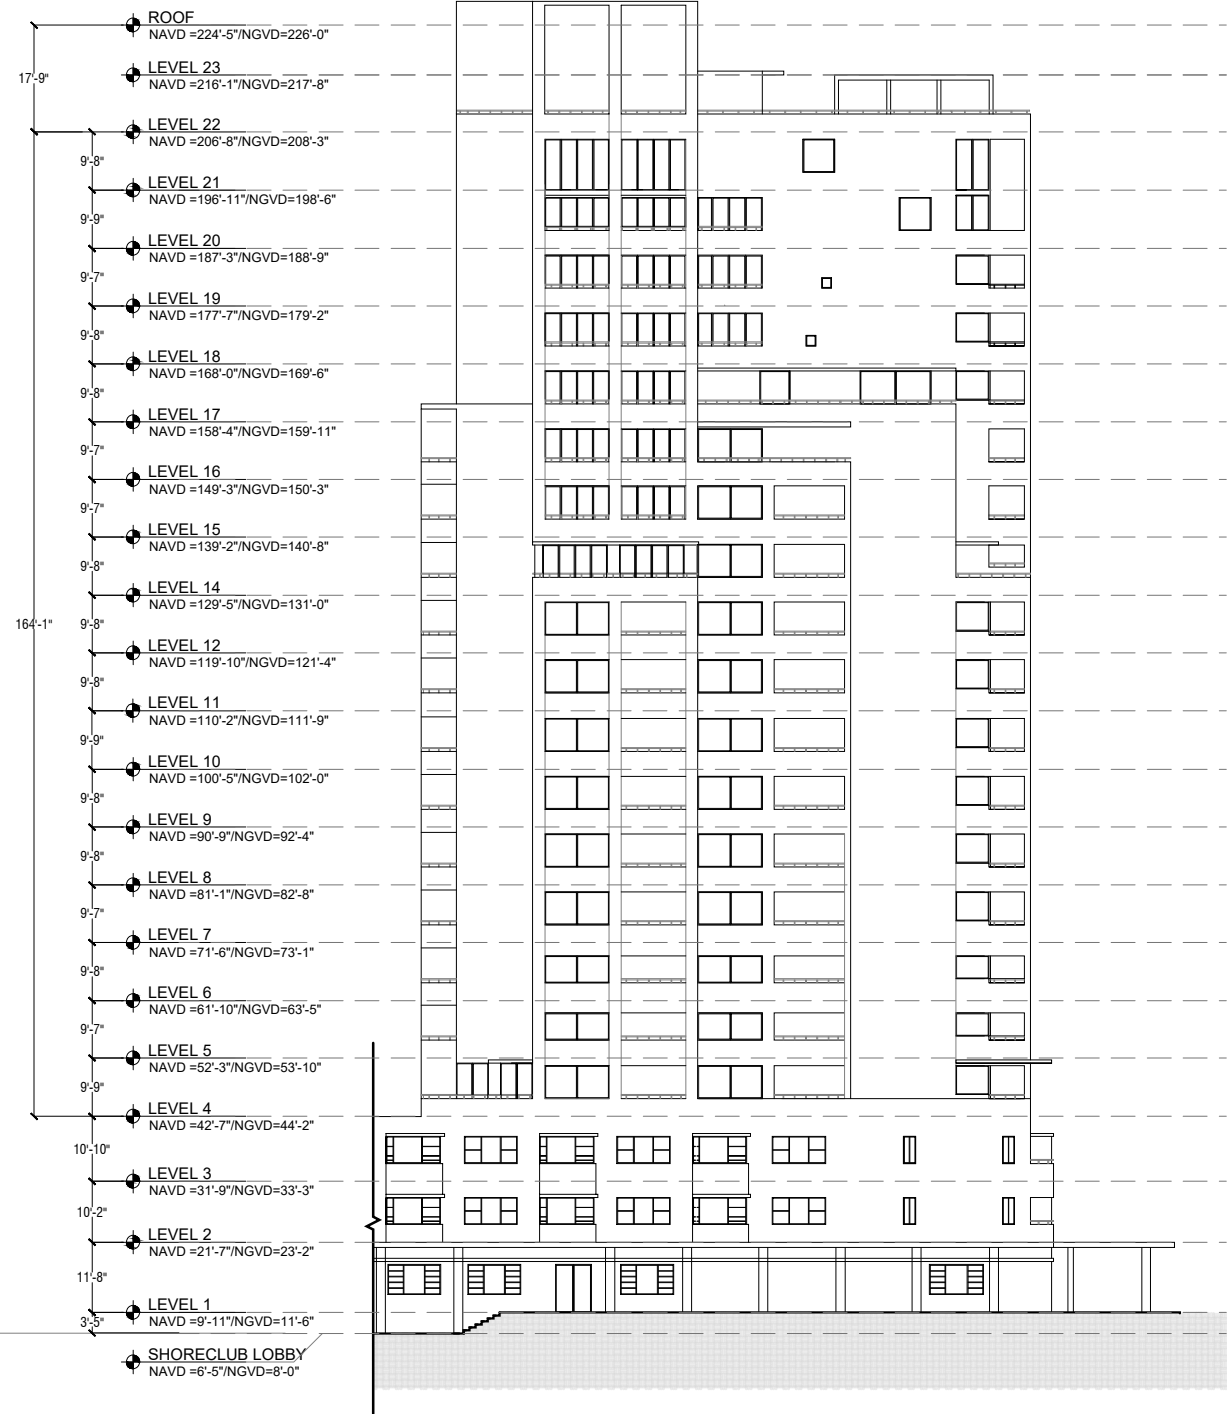 ROOF
NAVD =224'-5"/NGVD=226'-0"
17'-9"
LEVEL 23
NAVD =216'-1"/NGVD=217'-8"
LEVEL 22
NAVD =206'-8"/NGVD=208'-3"
9'-8"
LEVEL 21
NAVD =196'-11"/NGVD=198'-6"
9'-9"
LEVEL 20
NAVD =187'-3"/NGVD=188'-9"
9'-7"
LEVEL 19
NAVD =177'-7"/NGVD=179'-2"
9'-8"
LEVEL 18
NAVD =168'-0"/NGVD=169'-6"
9'-8"
LEVEL 17
NAVD =158'-4"/NGVD=159'-11"
9'-7"
LEVEL 16
NAVD =149'-3"/NGVD=150'-3"
9'-7"
LEVEL 15
NAVD =139'-2"/NGVD=140'-8"
9'-8"
LEVEL 14
NAVD =129'-5"/NGVD=131'-0"
164'-1"
9'-8"
LEVEL 12
NAVD =119'-10"/NGVD=121'-4"
9'-8"
LEVEL 11
NAVD =110'-2"/NGVD=111'-9"
9'-9"
LEVEL 10
NAVD =100'-5"/NGVD=102'-0"
9'-8"
LEVEL 9
NAVD =90'-9"/NGVD=92'-4"
9'-8"
LEVEL 8
NAVD =81'-1"/NGVD=82'-8"
9'-7"
LEVEL 7
NAVD =71'-6"/NGVD=73'-1"
9'-8"
LEVEL 6
NAVD =61'-10"/NGVD=63'-5"
9'-7"
LEVEL 5
NAVD =52'-3"/NGVD=53'-10"
9'-9"
LEVEL 4
NAVD =42'-7"/NGVD=44'-2"
10'-10"
LEVEL 3
NAVD =31'-9"/NGVD=33'-3"
10'-2"
LEVEL 2
NAVD =21'-7"/NGVD=23'-2"
11'-8"
LEVEL 1
NAVD =9'-11"/NGVD=11'-6"
3'-5"
SHORECLUB LOBBY
NAVD =6'-5"/NGVD=8'-0"